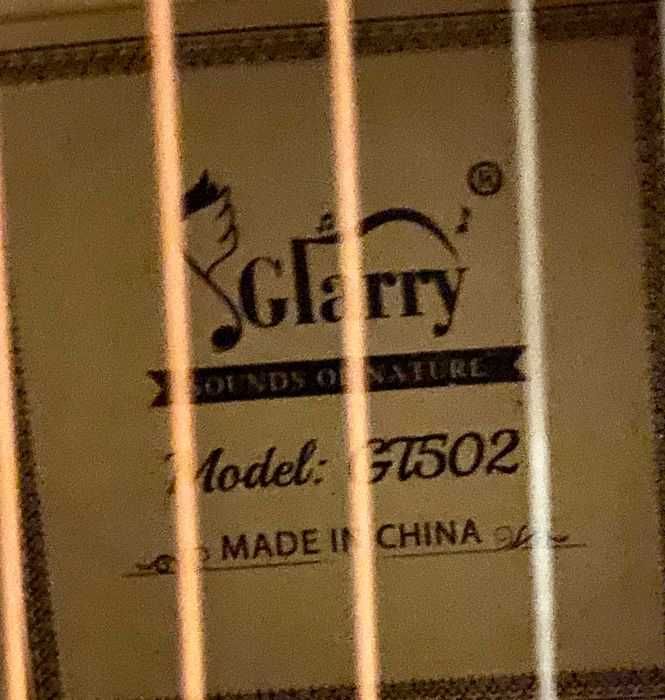 Glarry ®
SOUNDS OF NATURE
Model: GT502
MADE IN CHINA